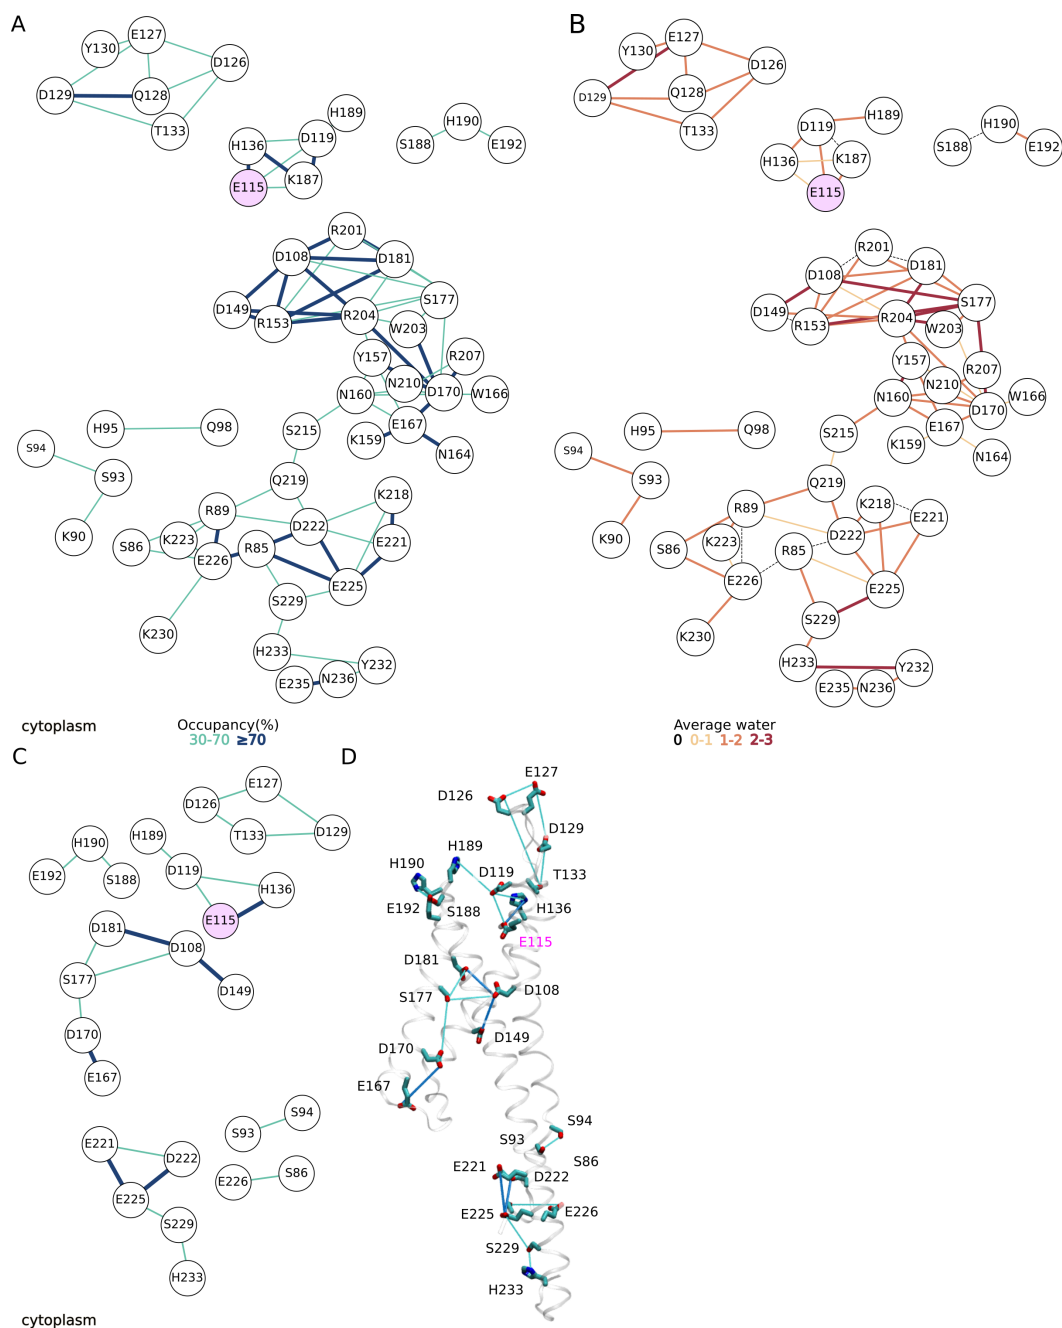 A
E127
Y130
D126
D129
Q128
T133
H189
H190
H136
D119
S188
E192
E115
K187
R201
D108
D181
S177
D149
R153
R204
W203
Y157
R207
N210
N160
D170
W166
S215
K159
E167
N164
H95
Q98
S94
S93
Q219
K218
K90
R89
D222
S86
K223
R85
E221
E226
E225
S229
K230
H233
Y232
E235
N236
cytoplasm
Occupancy(%)
30-70 ≥70
B
E127
Y130
D126
D129
Q128
T133
H189
D119
H190
H136
K187
S188
E192
E115
R201
D108
D181
S177
D149
R153
R204
W203
Y157
R207
N210
N160
D170
W166
S215
K159
E167
N164
H95
Q98
S94
S93
Q219
K218
K90
R89
D222
E221
S86
K223
R85
E226
E225
S229
K230
H233
Y232
E235
N236
Average water
0 0-1 1-2 2-3
C
E127
D126
H189
T133
D129
H190
E192
S188
D119
H136
E115
D181
D108
S177
D149
D170
E167
S94
S93
E221
D222
S86
E226
E225
S229
H233
cytoplasm
D
E127
D126
D129
H189
H190
D119
T133
E192
S188
H136
E115
D181
S177
D108
D149
D170
E167
S94
S93
S86
E221
D222
E225
E226
S229
H233